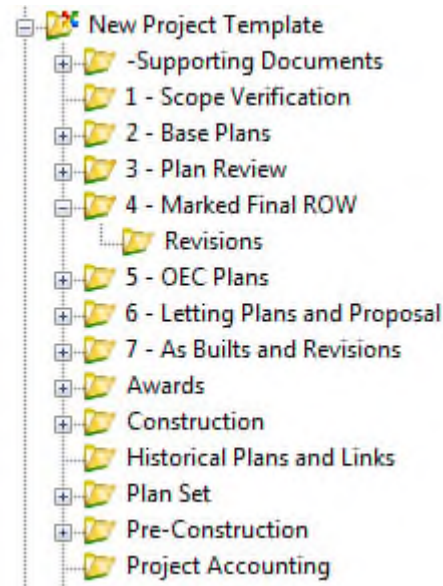 New Project Template
-Supporting Documents
1 - Scope Verification
2 - Base Plans
3 - Plan Review
4 - Marked Final ROW
Revisions
5 - OEC Plans
6 - Letting Plans and Proposal
7 - As Builts and Revisions
Awards
Construction
Historical Plans and Links
Plan Set
Pre-Construction
Project Accounting